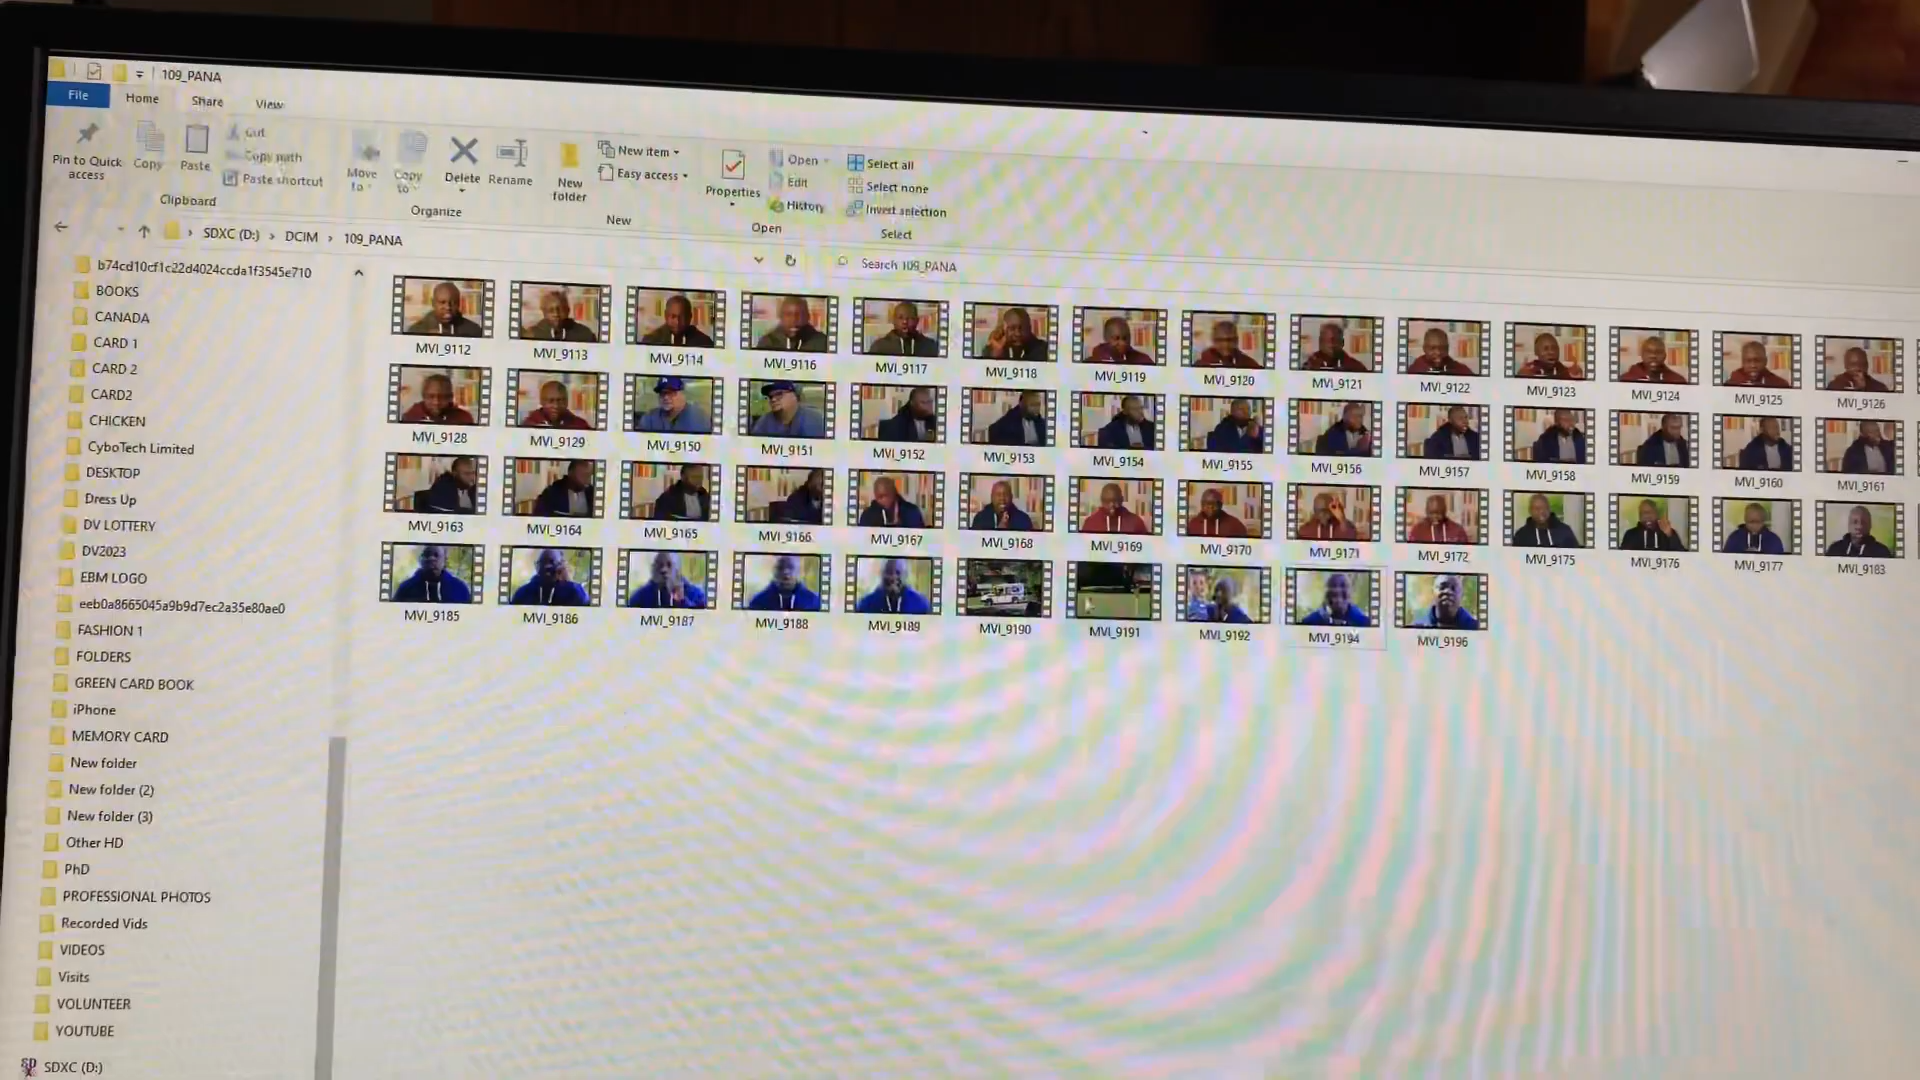 109_PANA
File Home Share View
Pin to Quick access
Copy
Paste
Cut
Copy path
Paste shortcut
Clipboard
Move to
Copy to
Delete
Rename
Organize
New folder
New item
Easy access
New
Properties
Open
Edit
History
Open
Select all
Select none
Invert selection
Select
SDXC (D:) › DCIM › 109_PANA
Search 109_PANA
b74cd10cf1c22d4024ccda1f3545e710
BOOKS
CANADA
CARD 1
CARD 2
CARD2
CHICKEN
CyboTech Limited
DESKTOP
Dress Up
DV LOTTERY
DV2023
EBM LOGO
eeb0a8665045a9b9d7ec2a35e80ae0
FASHION 1
FOLDERS
GREEN CARD BOOK
iPhone
MEMORY CARD
New folder
New folder (2)
New folder (3)
Other HD
PhD
PROFESSIONAL PHOTOS
Recorded Vids
VIDEOS
Visits
VOLUNTEER
YOUTUBE
SDXC (D:)
MVI_9112 MVI_9113 MVI_9114 MVI_9116 MVI_9117 MVI_9118 MVI_9119 MVI_9120 MVI_9121 MVI_9122 MVI_9123 MVI_9124 MVI_9125 MVI_9126
MVI_9128 MVI_9129 MVI_9150 MVI_9151 MVI_9152 MVI_9153 MVI_9154 MVI_9155 MVI_9156 MVI_9157 MVI_9158 MVI_9159 MVI_9160 MVI_9161
MVI_9163 MVI_9164 MVI_9165 MVI_9166 MVI_9167 MVI_9168 MVI_9169 MVI_9170 MVI_9171 MVI_9172 MVI_9175 MVI_9176 MVI_9177 MVI_9183
MVI_9185 MVI_9186 MVI_9187 MVI_9188 MVI_9189 MVI_9190 MVI_9191 MVI_9192 MVI_9194 MVI_9196